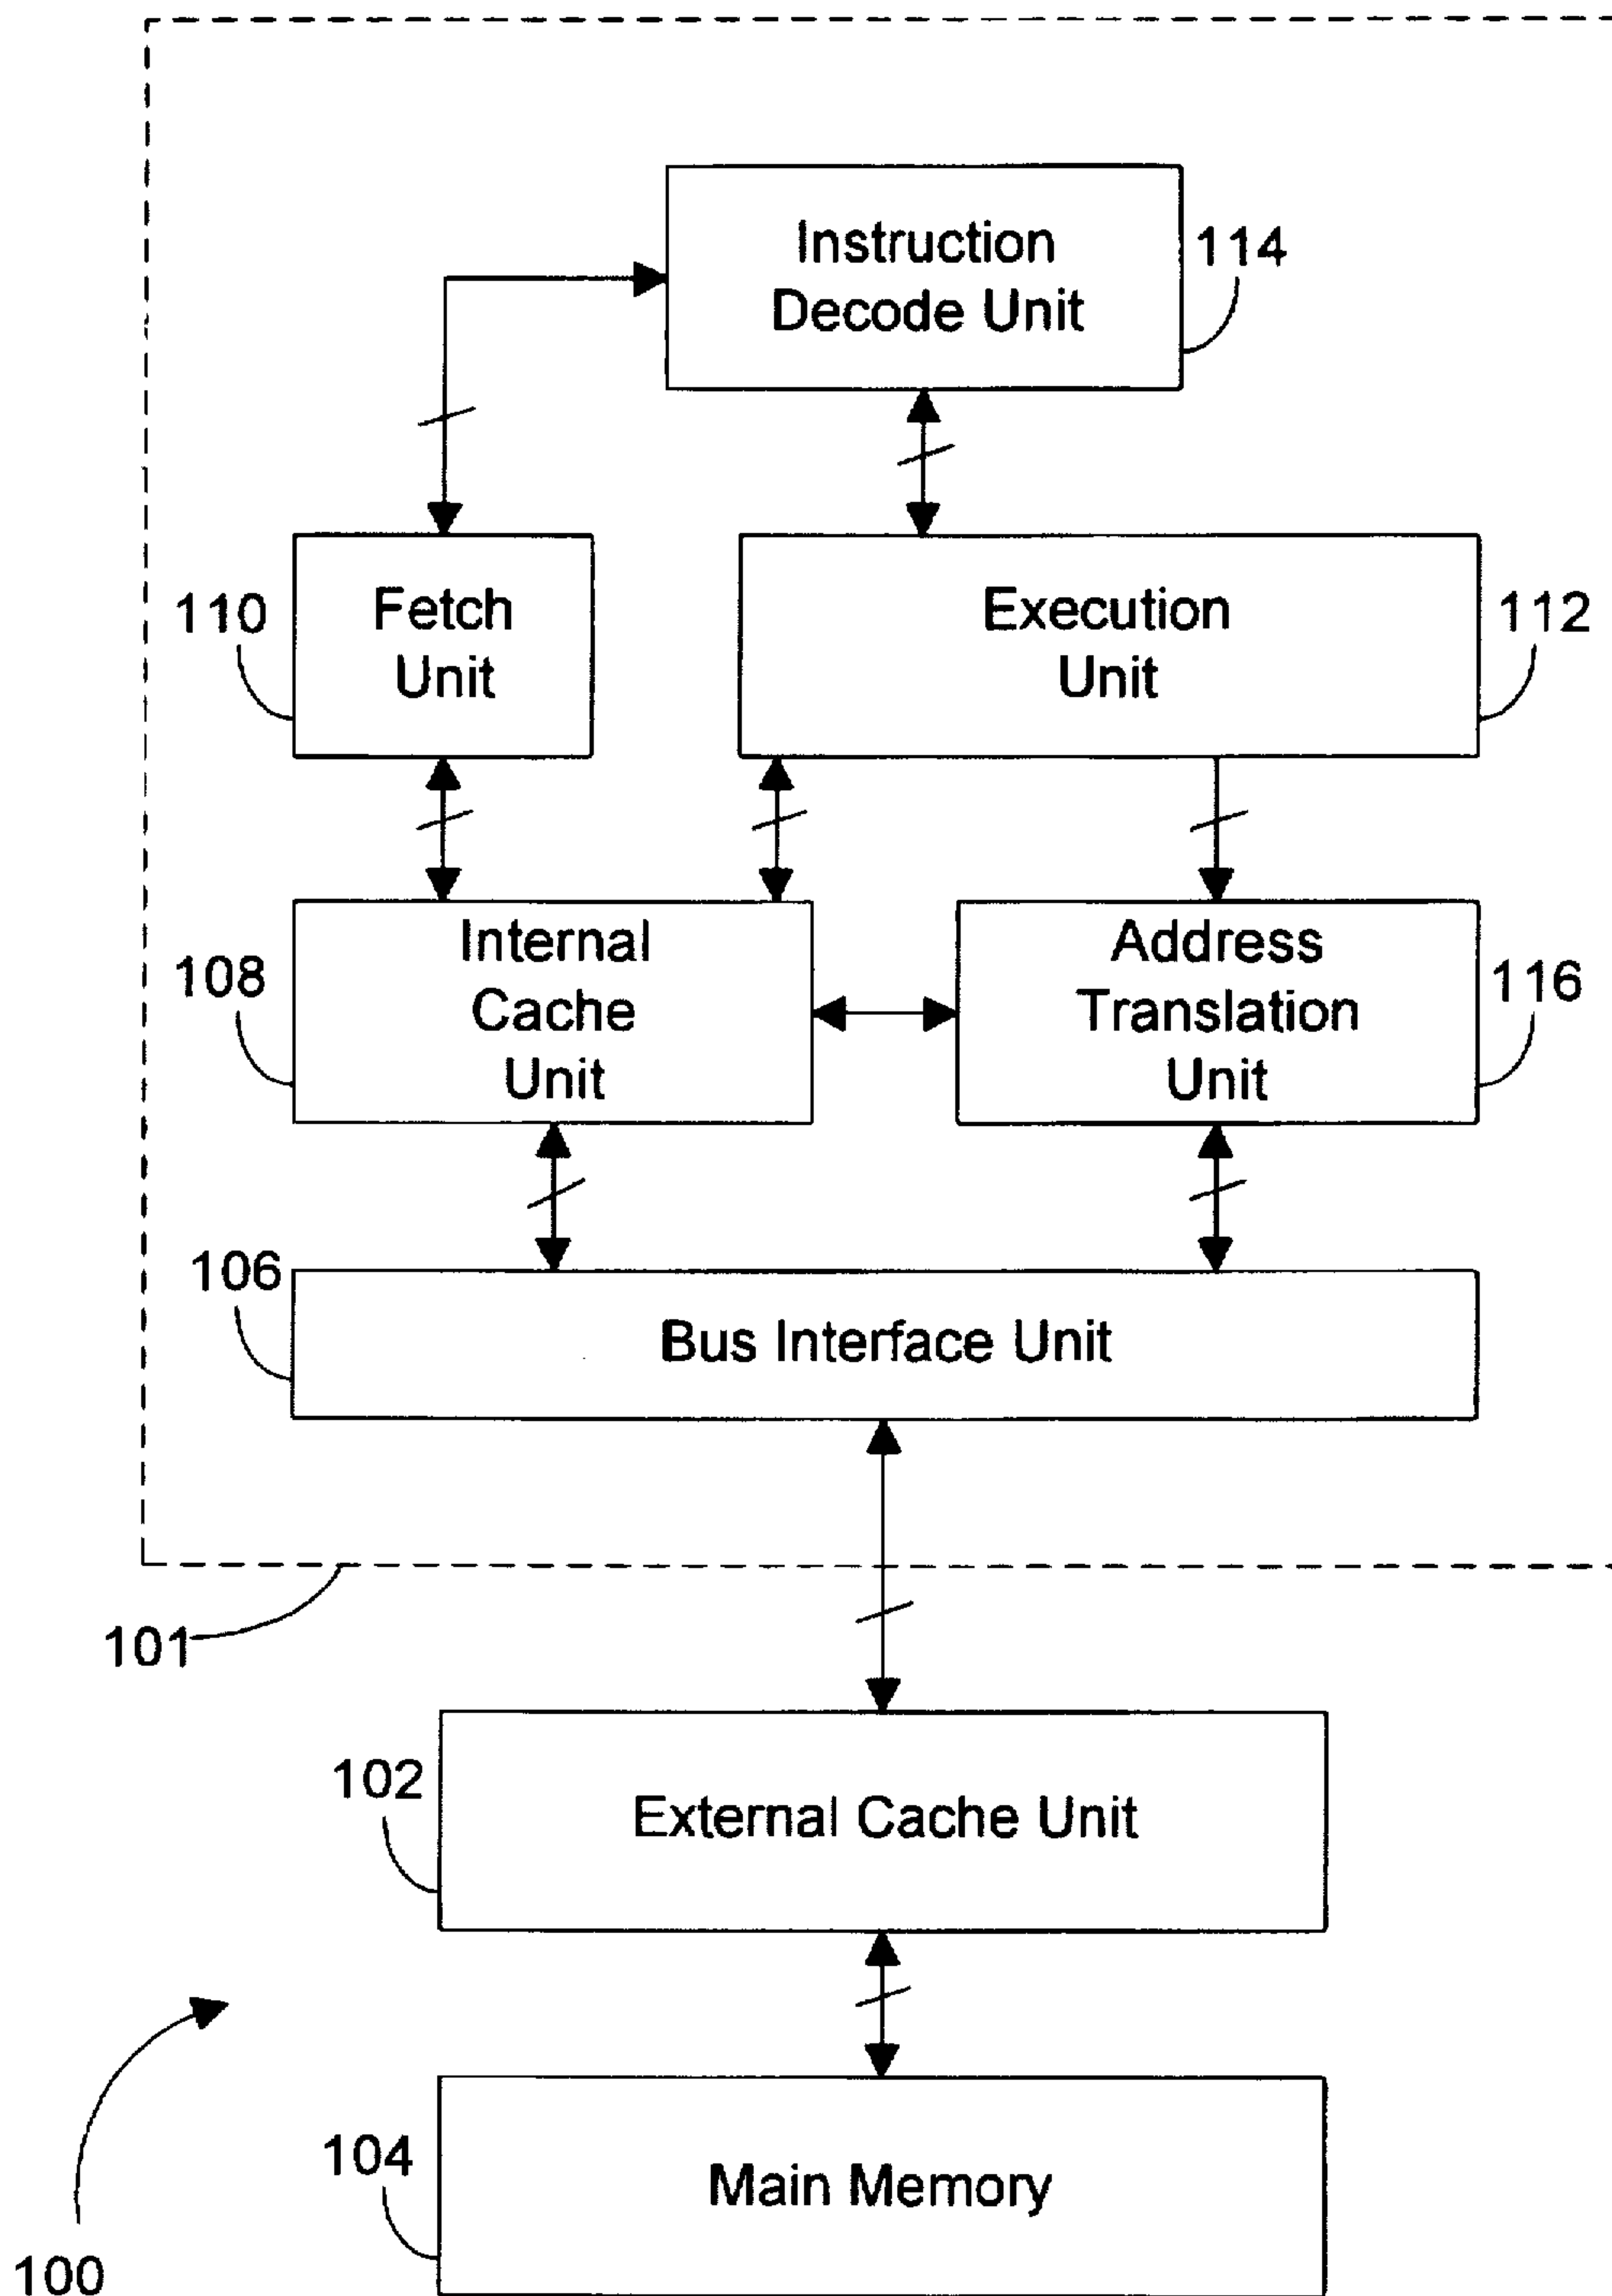 Instruction
Decode Unit
114
110
Fetch
Unit
Execution
Unit
112
108
Internal
Cache
Unit
Address
Translation
Unit
116
106
Bus Interface Unit
101
102
External Cache Unit
104
Main Memory
100